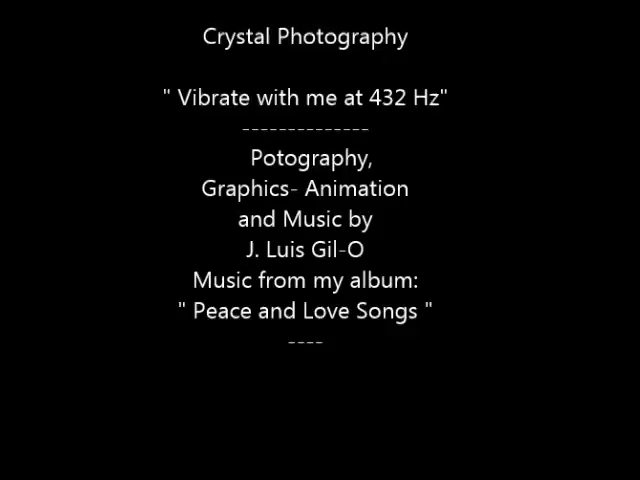 Crystal Photography
" Vibrate with me at 432 Hz"
--------------
Potography,
Graphics- Animation
and Music by
J. Luis Gil-O
Music from my album:
" Peace and Love Songs "
----